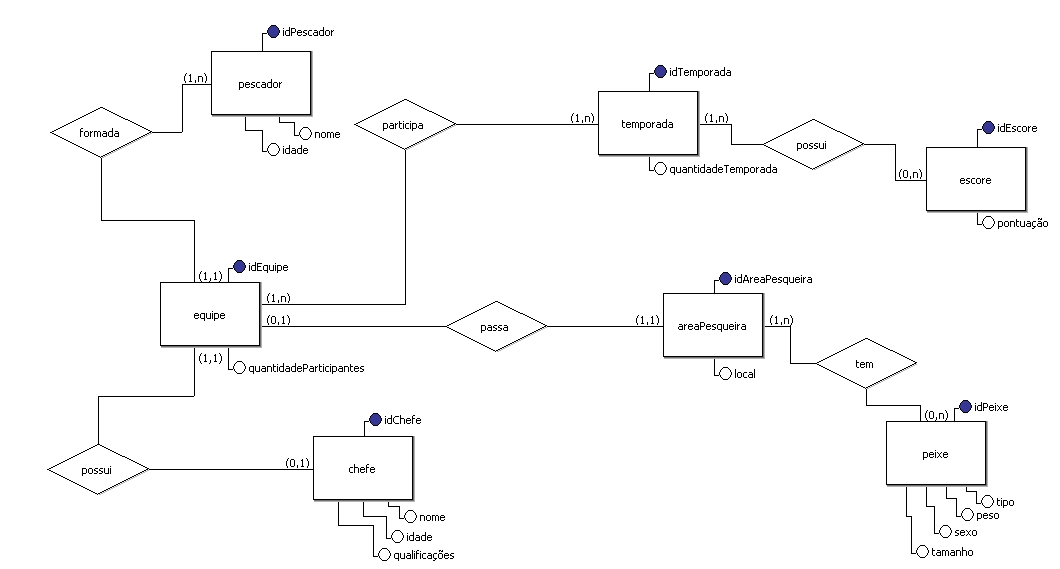 idPescador
(1,n)
pescador
formada
nome
idade
participa
idTemporada
(1,n)
temporada
(1,n)
quantidadeTemporada
possui
idEscore
(0,n)
escore
pontuação
(1,1)
idEquipe
equipe
(1,n)
(0,1)
(1,1)
quantidadeParticipantes
passa
idAreaPesqueira
(1,1)
areaPesqueira
(1,n)
local
tem
(0,n)
idPeixe
peixe
tipo
peso
sexo
tamanho
possui
idChefe
(0,1)
chefe
nome
idade
qualificações